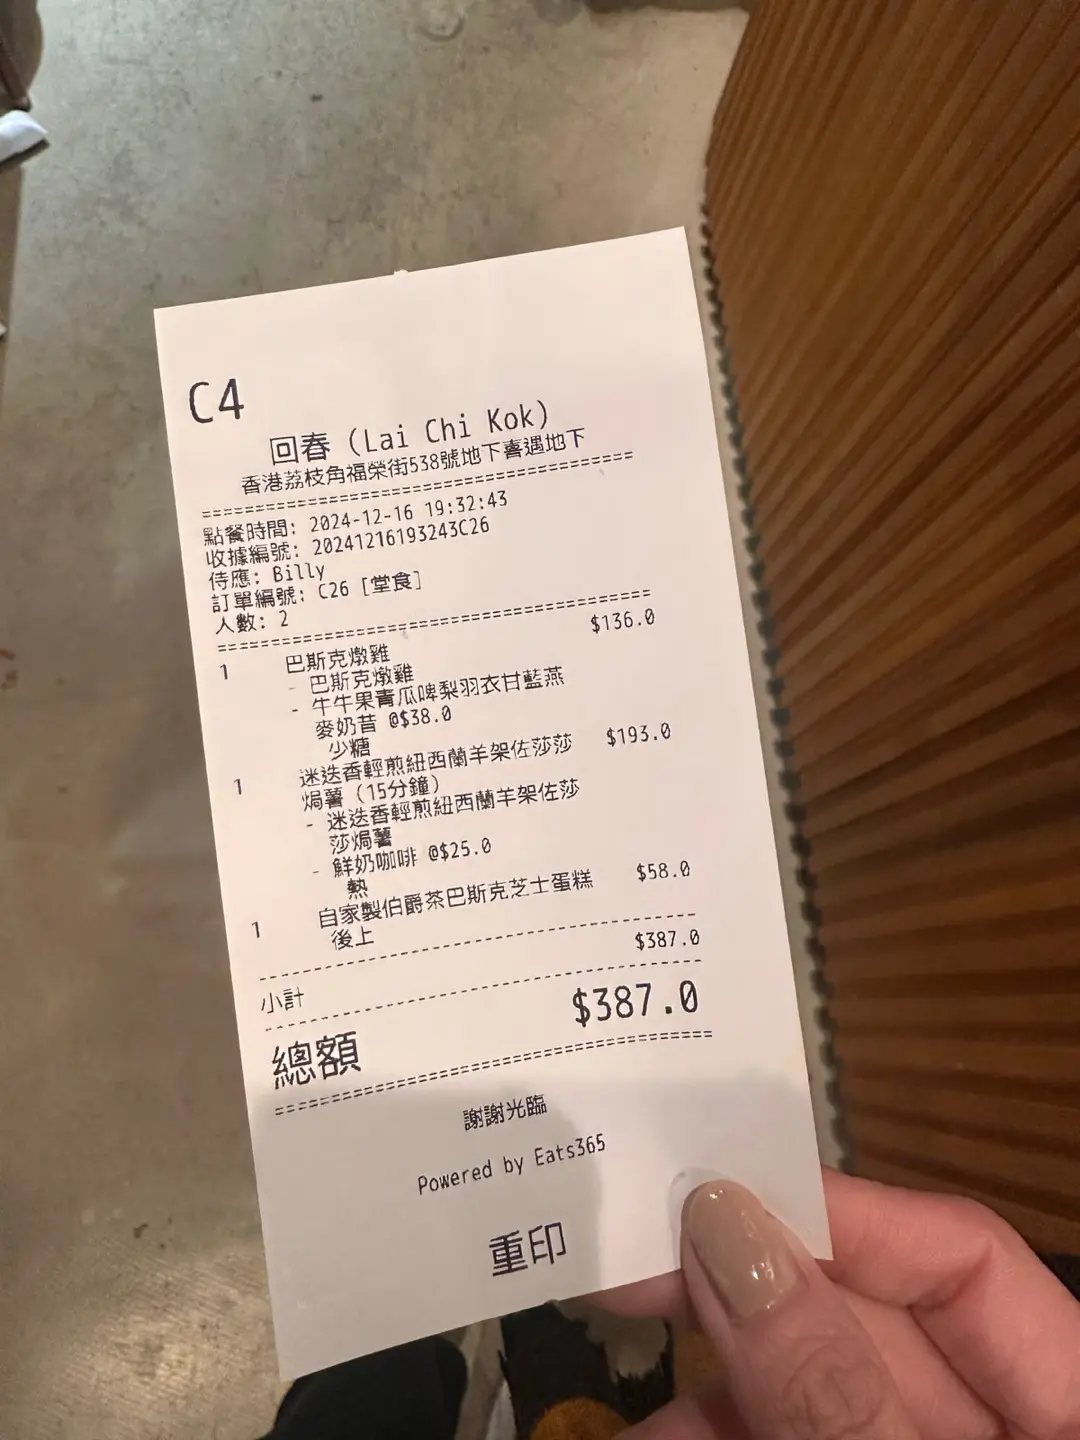 C4
回春 (Lai Chi Kok)
香港荔枝角福榮街538號地下喜遇地下
========================================
點餐時間: 2024-12-16 19:32:43
收據編號: 20241216193243C26
侍應: Billy
訂單編號: C26 [堂食]
人數: 2
========================================
1 巴斯克燉雞 $136.0
- 巴斯克燉雞
- 牛牛果青瓜啤梨羽衣甘藍燕
麥奶昔 @$38.0
少糖
1 迷迭香輕煎紐西蘭羊架佐莎莎 $193.0
焗薯 (15分鐘)
- 迷迭香輕煎紐西蘭羊架佐莎
莎焗薯
- 鮮奶咖啡 @$25.0
熱
1 自家製伯爵茶巴斯克芝士蛋糕 $58.0
後上
----------------------------------------
小計 $387.0
----------------------------------------
總額 $387.0
========================================
謝謝光臨
Powered by Eats365
重印